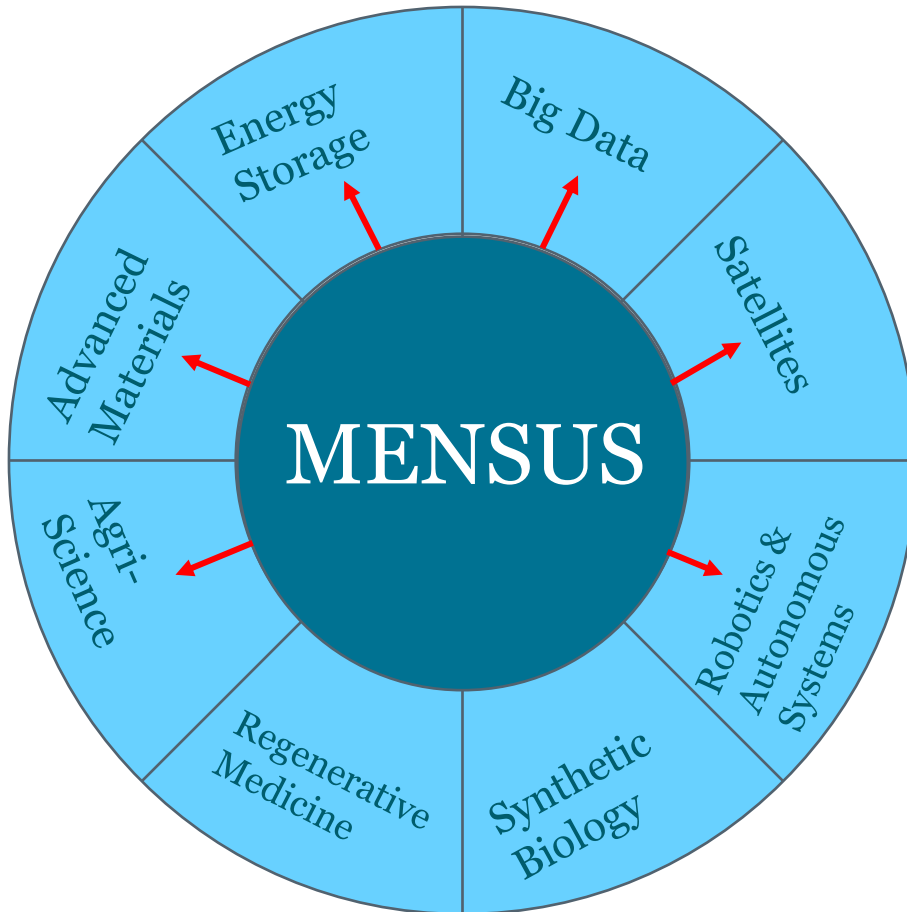 Energy
Storage
Big Data
Satellites
Robotics &
Autonomous
Systems
Synthetic
Biology
Regenerative
Medicine
Agri-
Science
Advanced
Materials
MENSUS